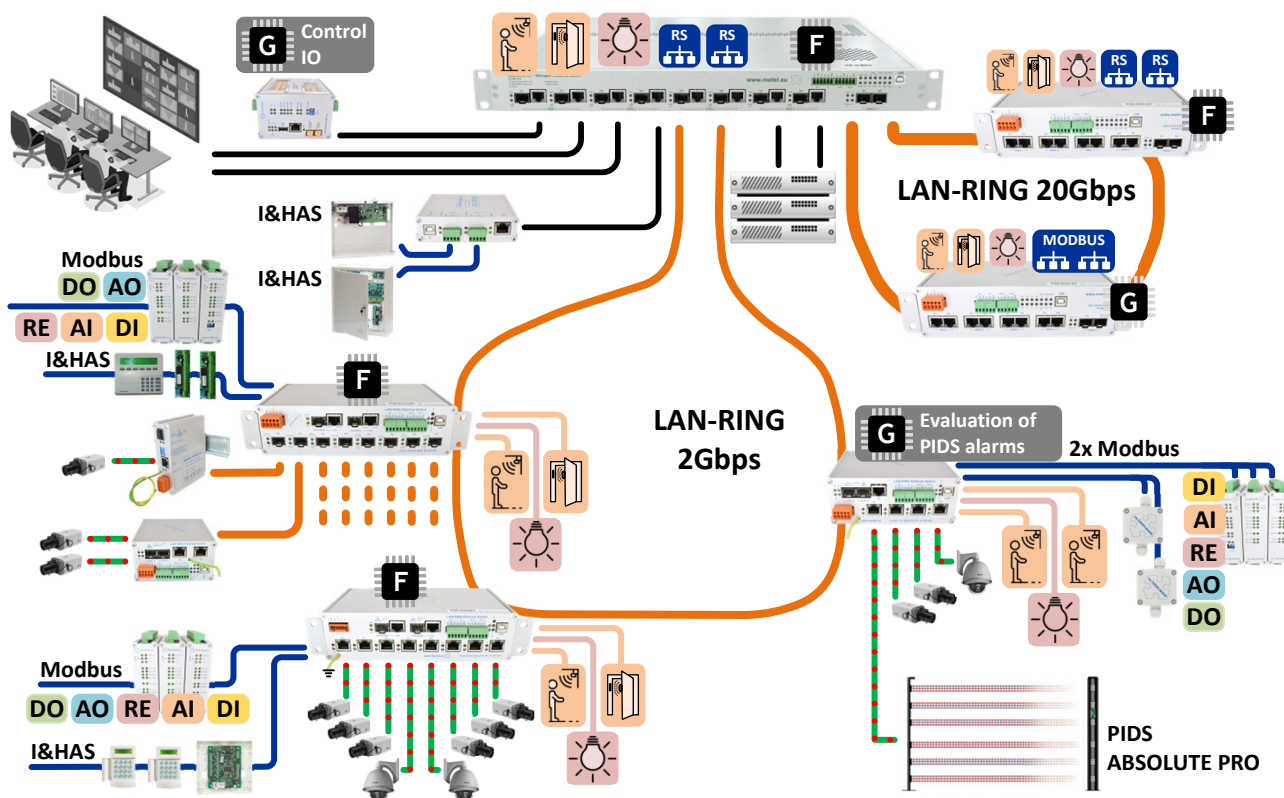 G
Control
IO
RS
RS
F
www.metel.eu
RS
RS
F
LAN-RING 20Gbps
MODBUS
G
I&HAS
I&HAS
Modbus
DO
AO
RE
AI
DI
I&HAS
F
LAN-RING
2Gbps
G
Evaluation of
PIDS alarms
2x Modbus
DI
AI
RE
AO
DO
F
Modbus
DO
AO
RE
AI
DI
I&HAS
PIDS
ABSOLUTE PRO